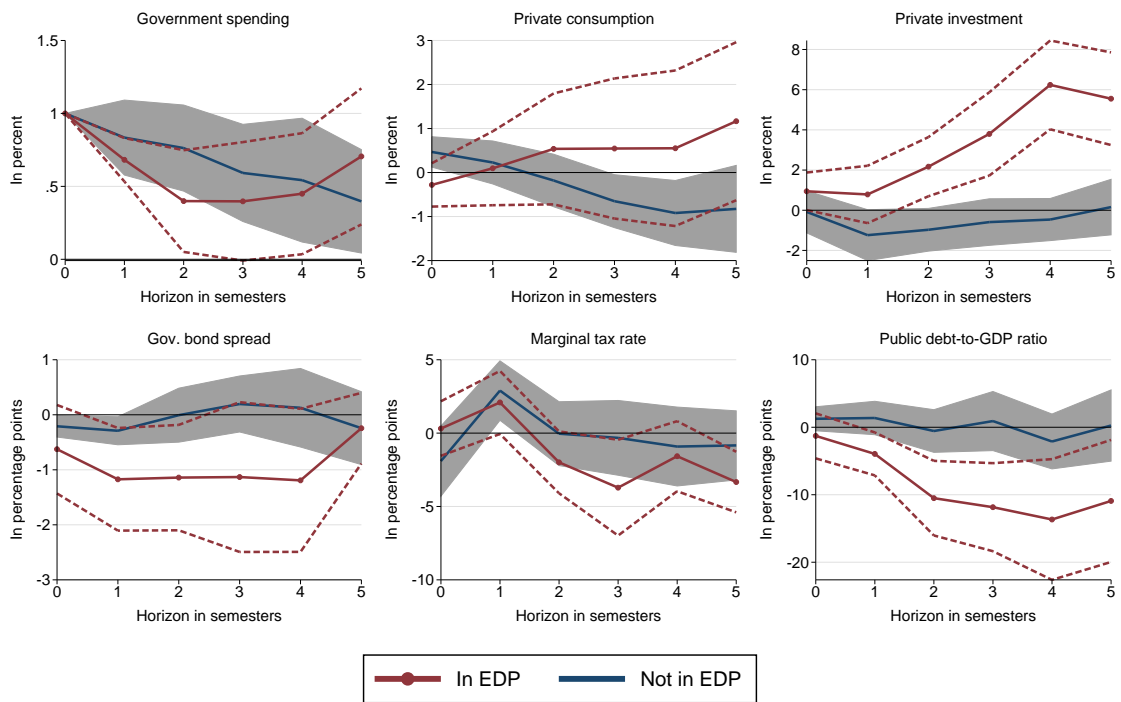 Government spending
In percent
1.5
1
.5
0
0 1 2 3 4 5
Horizon in semesters
Private consumption
In percent
3
2
1
0
-1
-2
0 1 2 3 4 5
Horizon in semesters
Private investment
In percent
8
6
4
2
0
-2
0 1 2 3 4 5
Horizon in semesters
Gov. bond spread
In percentage points
1
0
-1
-2
-3
0 1 2 3 4 5
Horizon in semesters
Marginal tax rate
In percentage points
5
0
-5
-10
0 1 2 3 4 5
Horizon in semesters
Public debt-to-GDP ratio
In percentage points
10
0
-10
-20
0 1 2 3 4 5
Horizon in semesters
In EDP Not in EDP